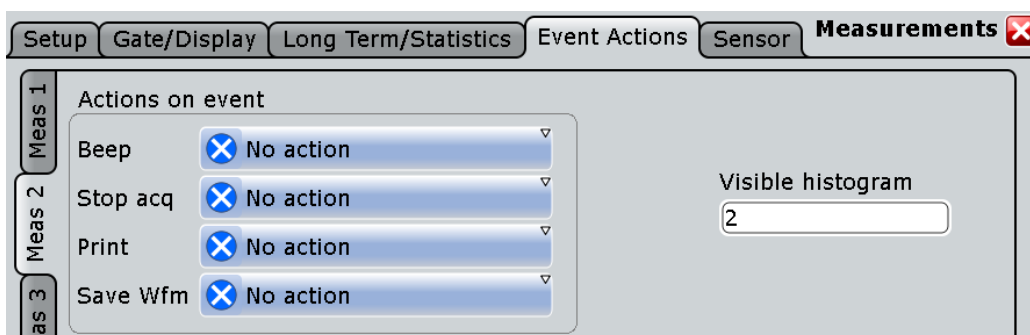 Setup Gate/Display Long Term/Statistics Event Actions Sensor Measurements
Meas 1
Meas 2
Actions on event
Beep No action
Stop acq No action
Print No action
Save Wfm No action
Visible histogram
2